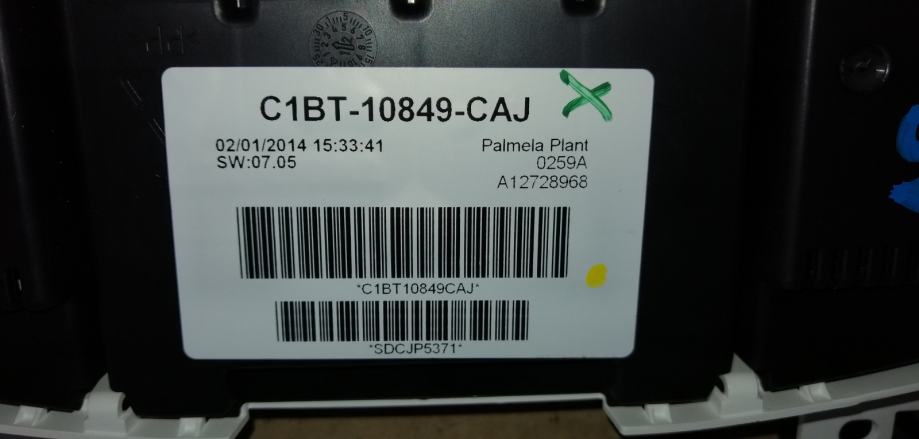 C1BT-10849-CAJ
02/01/2014 15:33:41
Palmela Plant
SW:07.05
0259A
A12728968
*C1BT10849CAJ*
*SDCJP5371*